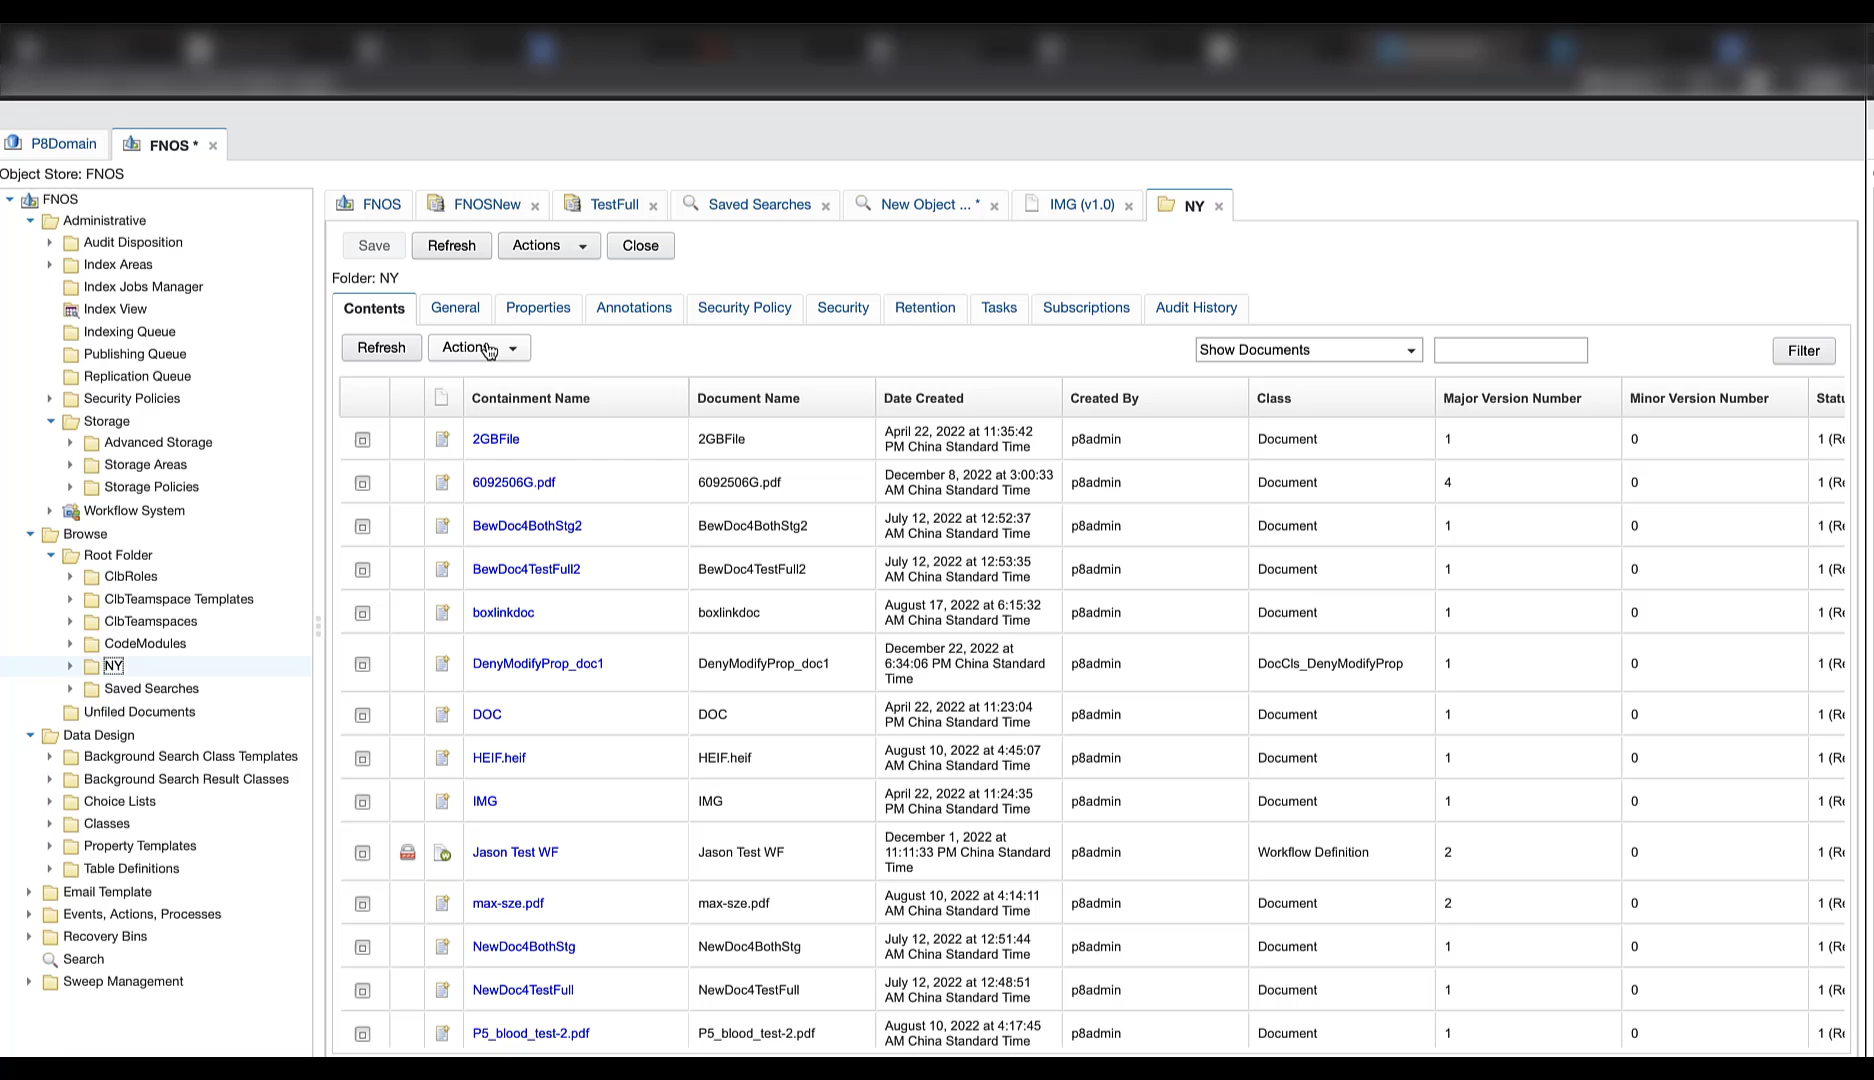 P8Domain
FNOS *
Object Store: FNOS
FNOS
Administrative
Audit Disposition
Index Areas
Index Jobs Manager
Index View
Indexing Queue
Publishing Queue
Replication Queue
Security Policies
Storage
Advanced Storage
Storage Areas
Storage Policies
Workflow System
Browse
Root Folder
ClbRoles
ClbTeamspace Templates
ClbTeamspaces
CodeModules
NY
Saved Searches
Unfiled Documents
Data Design
Background Search Class Templates
Background Search Result Classes
Choice Lists
Classes
Property Templates
Table Definitions
Email Template
Events, Actions, Processes
Recovery Bins
Search
Sweep Management
FNOS FNOSNew TestFull Saved Searches New Object ... * IMG (v1.0) NY
Save Refresh Actions Close
Folder: NY
Contents General Properties Annotations Security Policy Security Retention Tasks Subscriptions Audit History
Refresh Actions Show Documents Filter
Containment Name Document Name Date Created Created By Class Major Version Number Minor Version Number
2GBFile 2GBFile April 22, 2022 at 11:35:42 PM China Standard Time p8admin Document 1 0
6092506G.pdf 6092506G.pdf December 8, 2022 at 3:00:33 AM China Standard Time p8admin Document 4 0
BewDoc4BothStg2 BewDoc4BothStg2 July 12, 2022 at 12:52:37 AM China Standard Time p8admin Document 1 0
BewDoc4TestFull2 BewDoc4TestFull2 July 12, 2022 at 12:53:35 AM China Standard Time p8admin Document 1 0
boxlinkdoc boxlinkdoc August 17, 2022 at 6:15:32 AM China Standard Time p8admin Document 1 0
DenyModifyProp_doc1 DenyModifyProp_doc1 December 22, 2022 at 6:34:06 PM China Standard Time p8admin DocCls_DenyModifyProp 1 0
DOC DOC April 22, 2022 at 11:23:04 PM China Standard Time p8admin Document 1 0
HEIF.heif HEIF.heif August 10, 2022 at 4:45:07 AM China Standard Time p8admin Document 1 0
IMG IMG April 22, 2022 at 11:24:35 PM China Standard Time p8admin Document 1 0
Jason Test WF Jason Test WF December 1, 2022 at 11:11:33 PM China Standard Time p8admin Workflow Definition 2 0
max-sze.pdf max-sze.pdf August 10, 2022 at 4:14:11 AM China Standard Time p8admin Document 2 0
NewDoc4BothStg NewDoc4BothStg July 12, 2022 at 12:51:44 AM China Standard Time p8admin Document 1 0
NewDoc4TestFull NewDoc4TestFull July 12, 2022 at 12:48:51 AM China Standard Time p8admin Document 1 0
P5_blood_test-2.pdf P5_blood_test-2.pdf August 10, 2022 at 4:17:45 AM China Standard Time p8admin Document 1 0